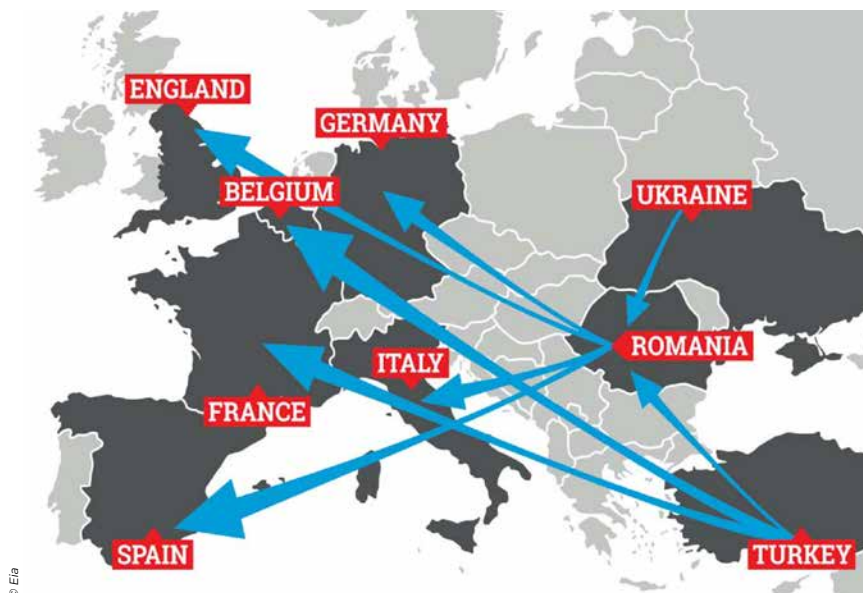 ENGLAND
GERMANY
BELGIUM
UKRAINE
ROMANIA
ITALY
FRANCE
SPAIN
TURKEY
© Eia